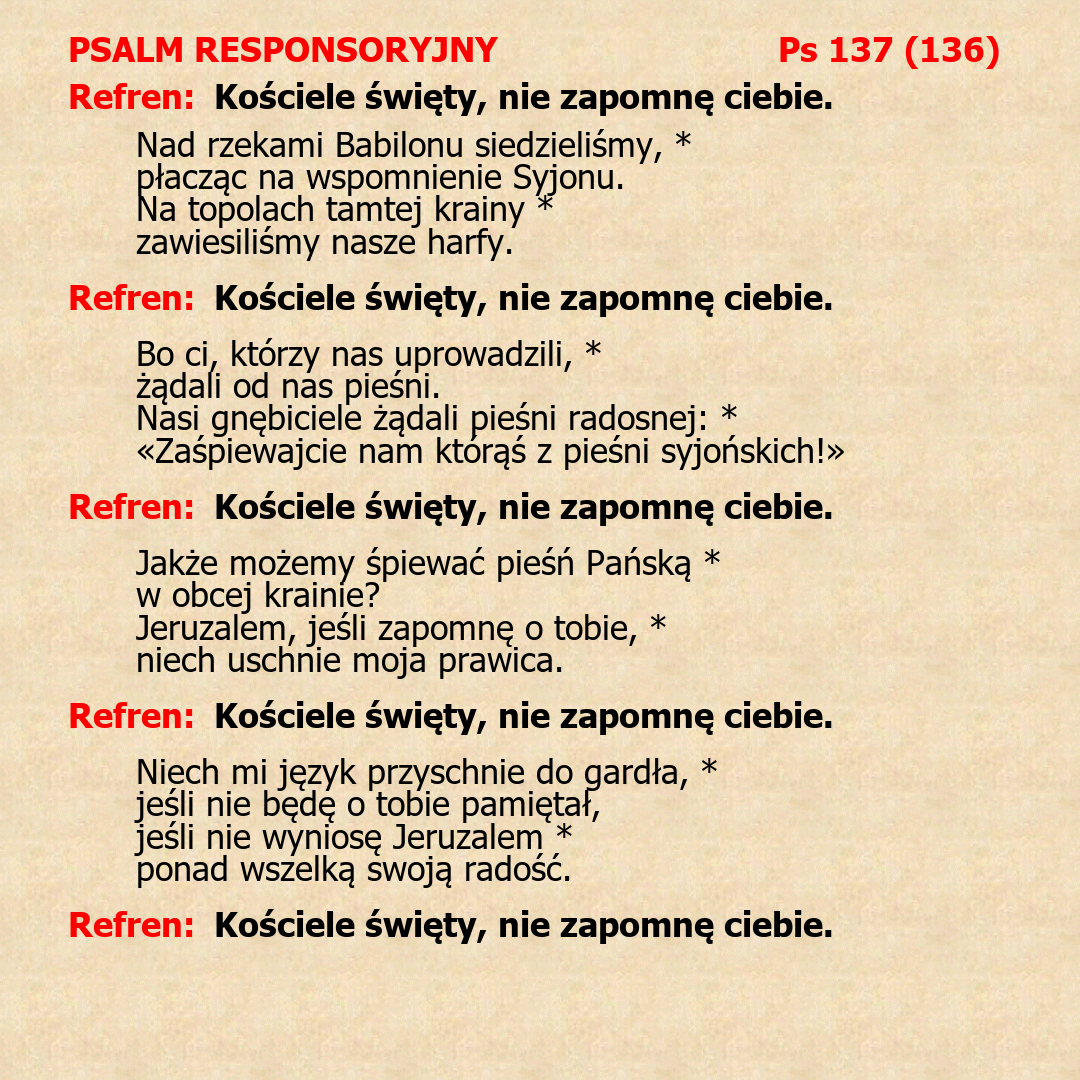 PSALM RESPONSORYJNY Ps 137 (136)
Refren: Kościele święty, nie zapomnę ciebie.
Nad rzekami Babilonu siedzieliśmy, *
płacząc na wspomnienie Syjonu.
Na topolach tamtej krainy *
zawiesiliśmy nasze harfy.
Refren: Kościele święty, nie zapomnę ciebie.
Bo ci, którzy nas uprowadzili, *
żądali od nas pieśni.
Nasi gnębiciele żądali pieśni radosnej: *
«Zaśpiewajcie nam którąś z pieśni syjońskich!»
Refren: Kościele święty, nie zapomnę ciebie.
Jakże możemy śpiewać pieśń Pańską *
w obcej krainie?
Jeruzalem, jeśli zapomnę o tobie, *
niech uschnie moja prawica.
Refren: Kościele święty, nie zapomnę ciebie.
Niech mi język przyschnie do gardła, *
jeśli nie będę o tobie pamiętał,
jeśli nie wyniosę Jeruzalem *
ponad wszelką swoją radość.
Refren: Kościele święty, nie zapomnę ciebie.